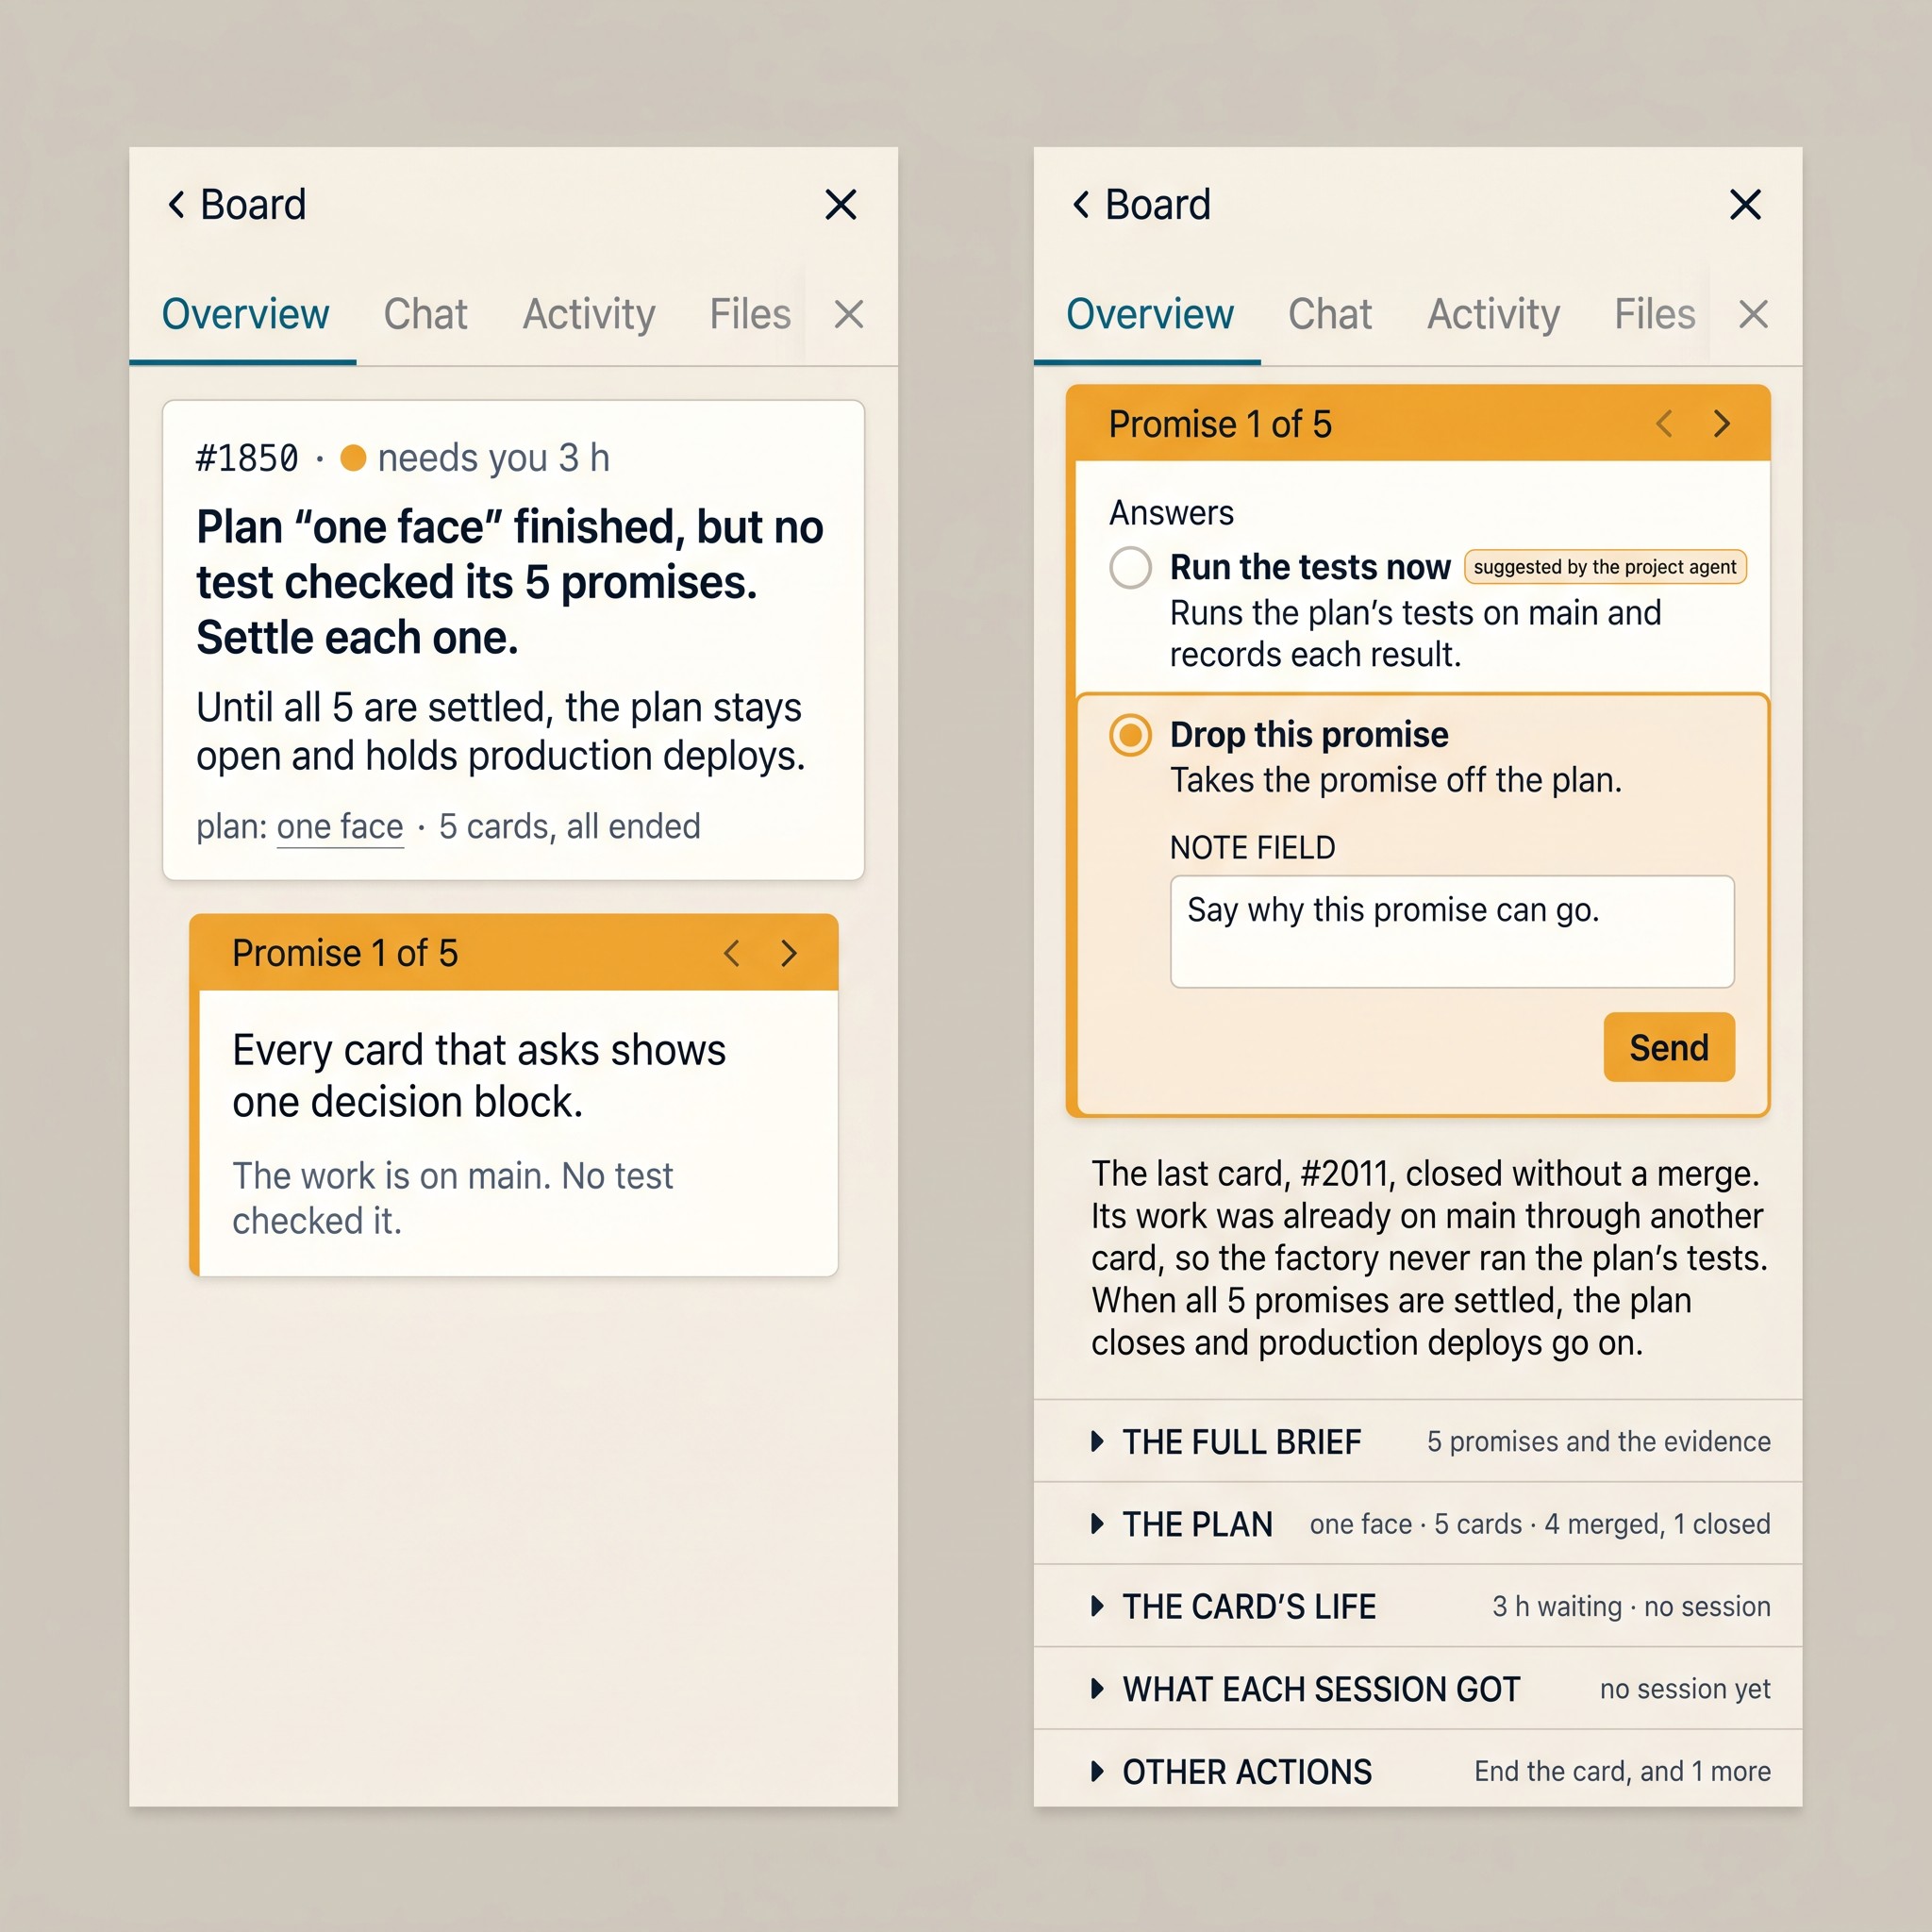 Board
Overview Chat Activity Files
#1850 · needs you 3 h
Plan “one face” finished, but no
test checked its 5 promises.
Settle each one.
Until all 5 are settled, the plan stays
open and holds production deploys.
plan: one face · 5 cards, all ended
Promise 1 of 5
Every card that asks shows
one decision block.
The work is on main. No test
checked it.
Board
Overview Chat Activity Files
Promise 1 of 5
Answers
Run the tests now suggested by the project agent
Runs the plan’s tests on main and
records each result.
Drop this promise
Takes the promise off the plan.
NOTE FIELD
Say why this promise can go.
Send
The last card, #2011, closed without a merge.
Its work was already on main through another
card, so the factory never ran the plan’s tests.
When all 5 promises are settled, the plan
closes and production deploys go on.
THE FULL BRIEF 5 promises and the evidence
THE PLAN one face · 5 cards · 4 merged, 1 closed
THE CARD’S LIFE 3 h waiting · no session
WHAT EACH SESSION GOT no session yet
OTHER ACTIONS End the card, and 1 more